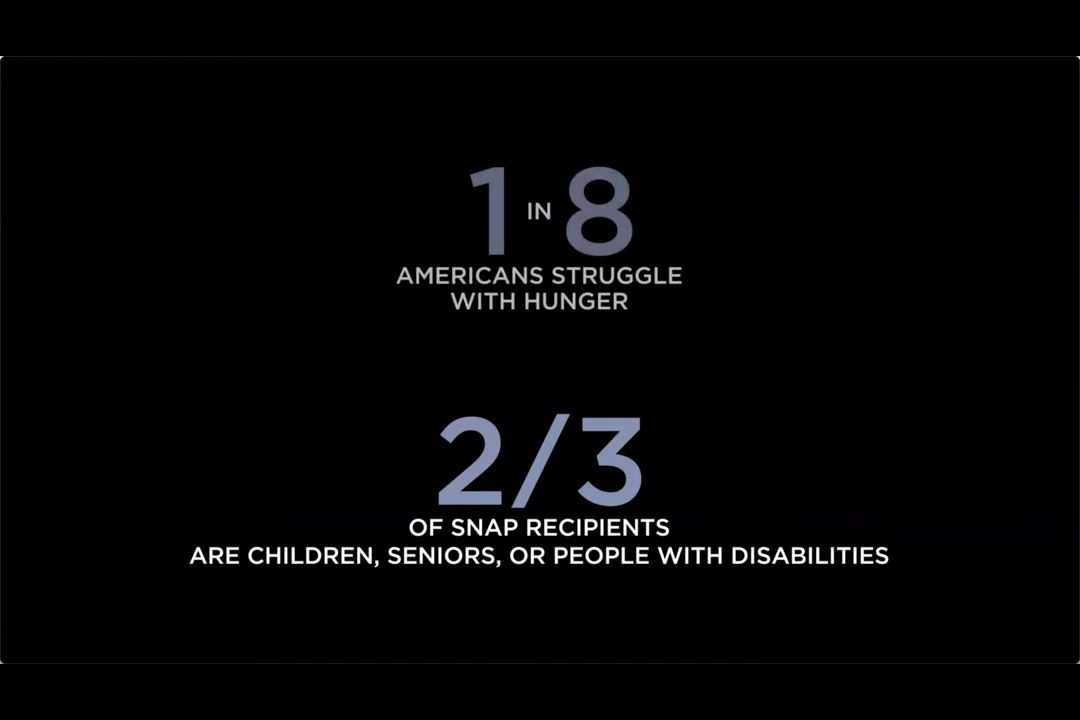 1 IN 8
AMERICANS STRUGGLE
WITH HUNGER
2/3
OF SNAP RECIPIENTS
ARE CHILDREN, SENIORS, OR PEOPLE WITH DISABILITIES